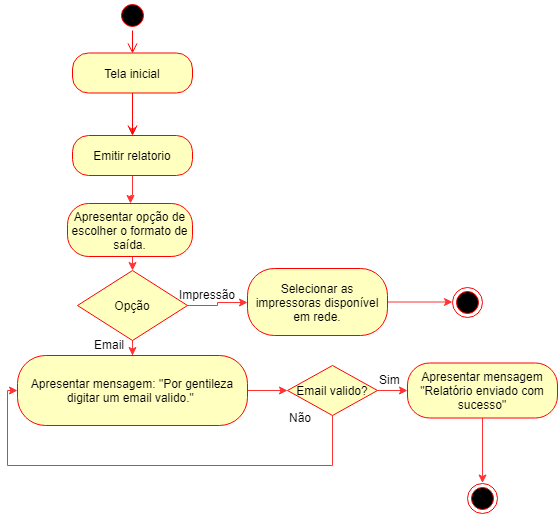 Tela inicial
Emitir relatorio
Apresentar opção de
escolher o formato de
saída.
Opção
Impressão
Selecionar as
impressoras disponível
em rede.
Email
Apresentar mensagem: "Por gentileza
digitar um email valido."
Email valido?
Sim
Não
Apresentar mensagem
"Relatório enviado com
sucesso"